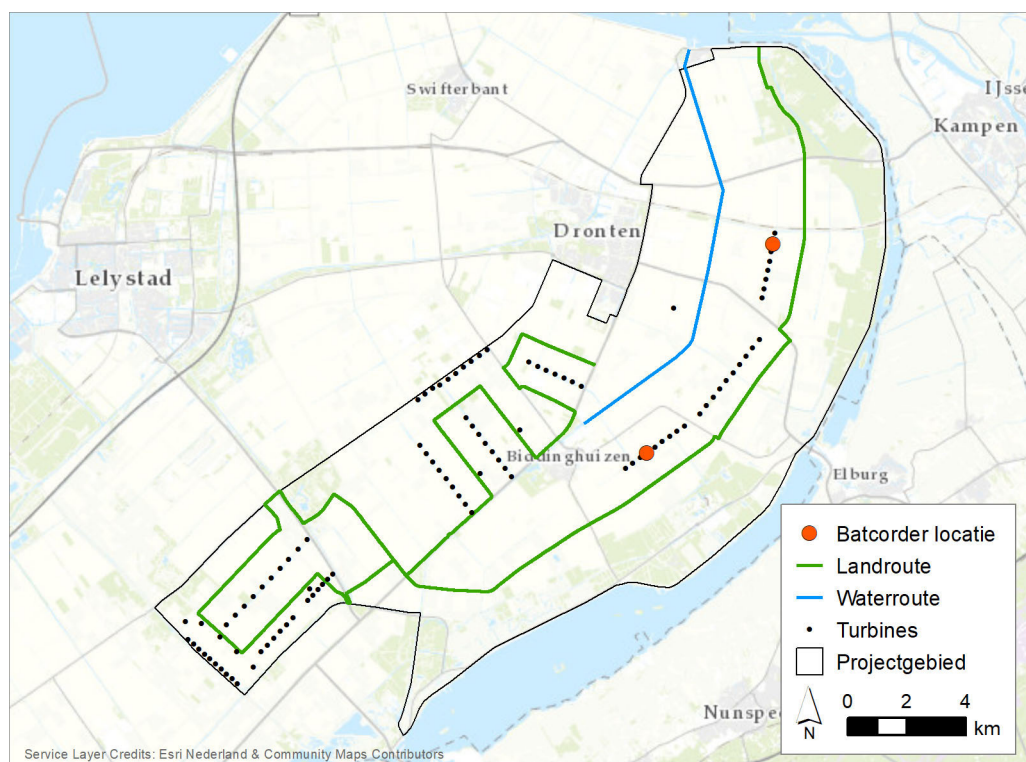 Swifterbant
IJsse
Kampen
Dronten
Lelystad
Biddinghuizen
Elburg
Nunspee
Batcorder locatie
Landroute
Waterroute
Turbines
Projectgebied
N
0 2 4
km
Service Layer Credits: Esri Nederland & Community Maps Contributors